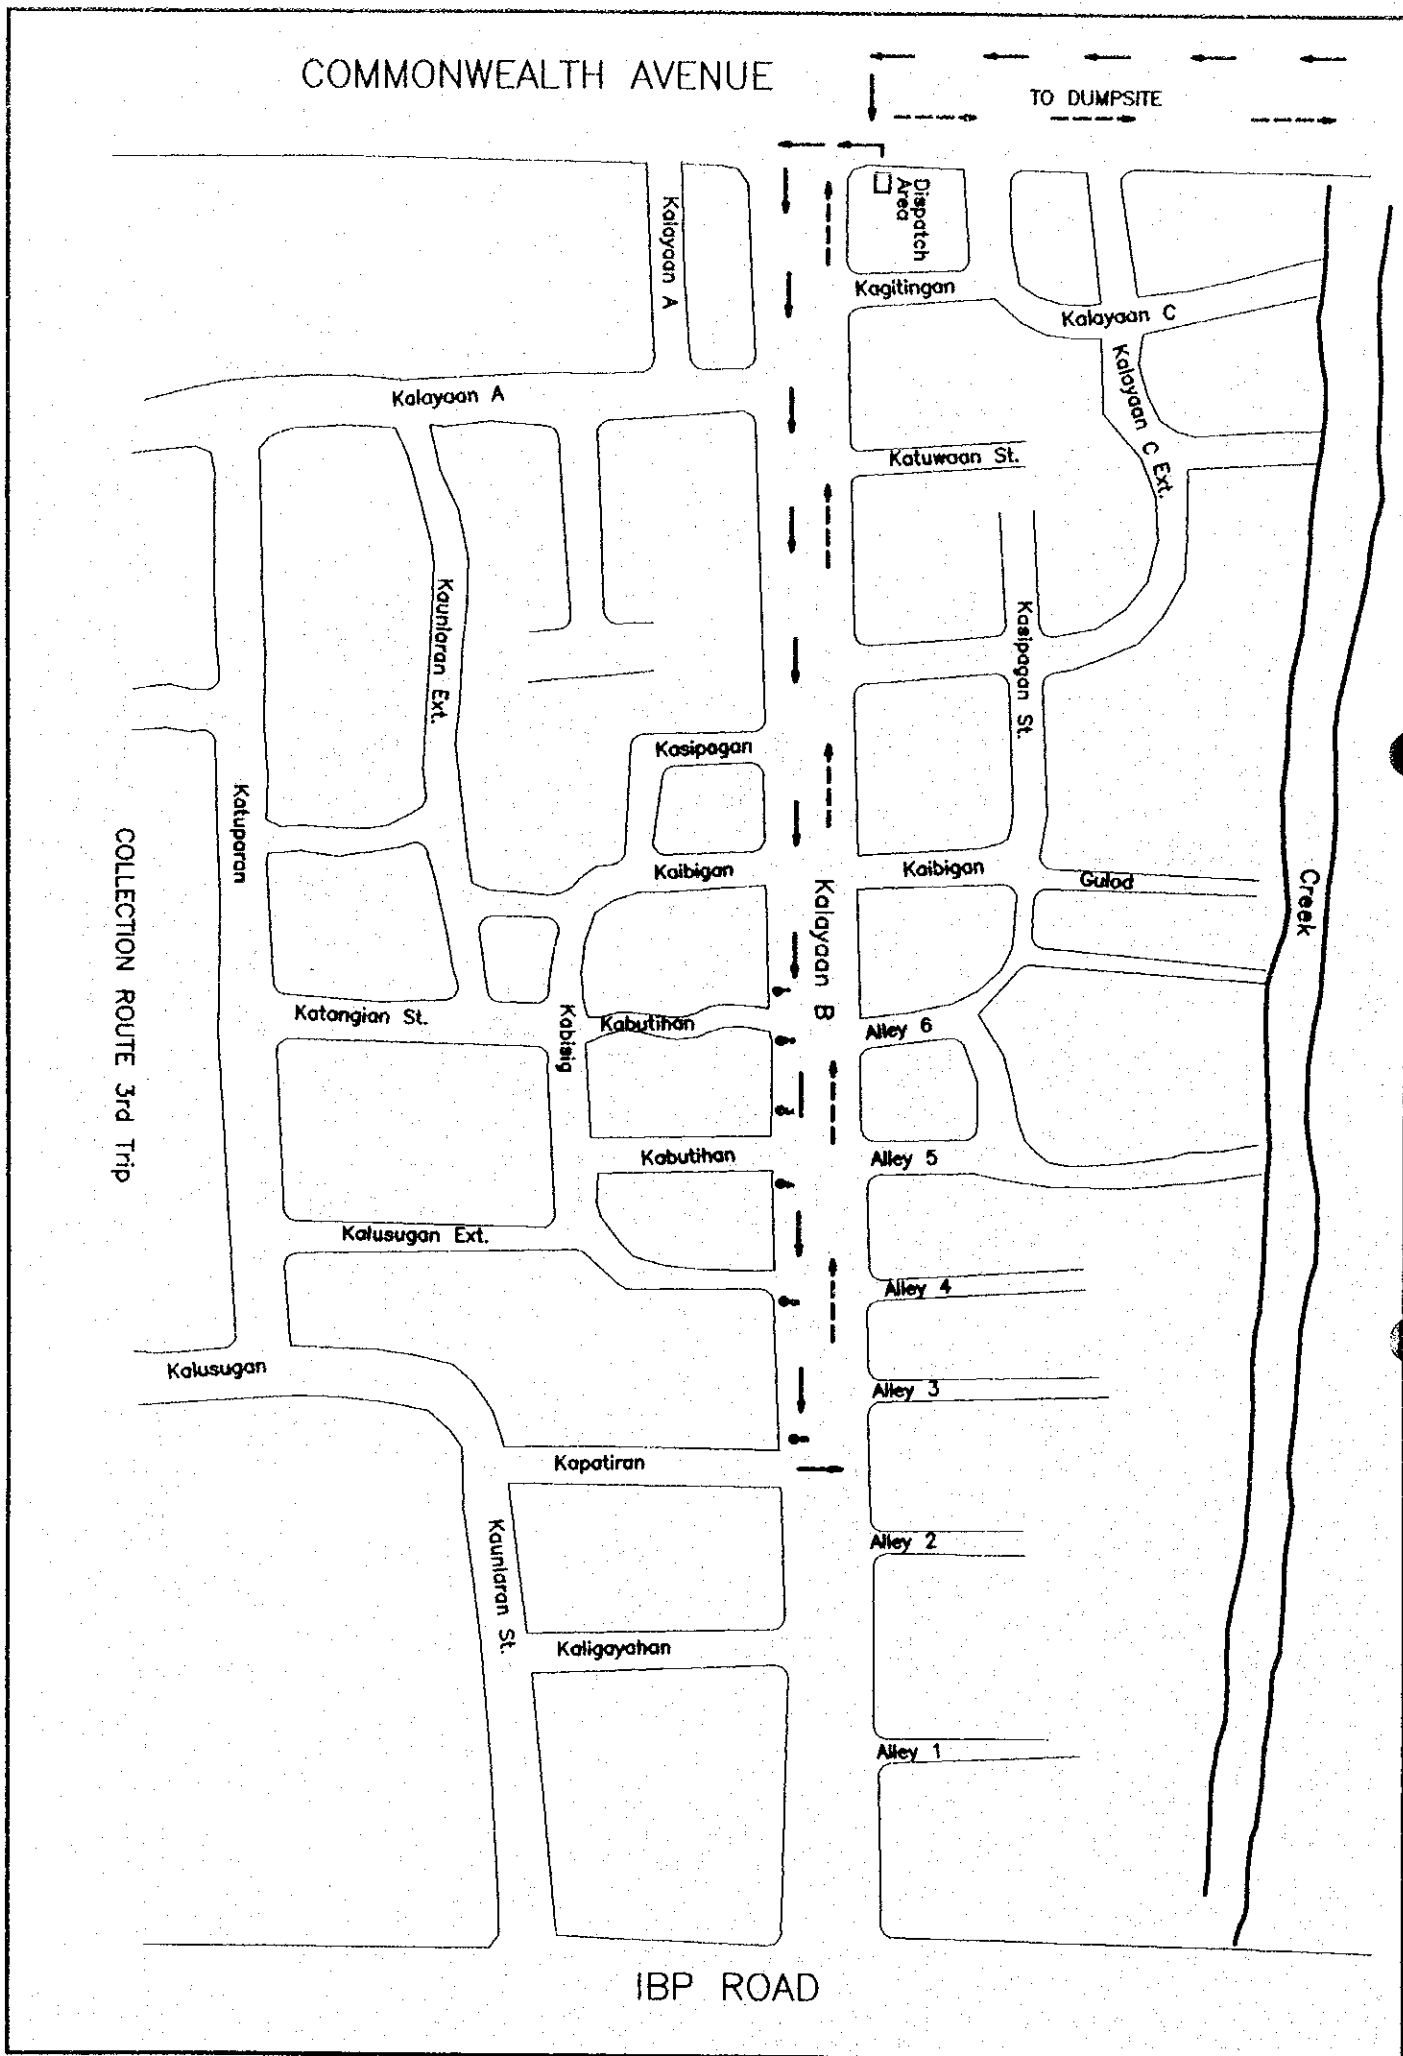 COMMONWEALTH AVENUE
TO DUMPSITE
Dispatch
Area
Kalayaan A
Kagitingan
Kalayaan C
Kalayaan C Ext.
Kalayaan A
Katuwaan St.
Kaunlaran Ext.
Kasipagan St.
Kasipagan
Katuparan
Kaibigan
Kaibigan
Gulod
Creek
Kalayaan B
COLLECTION ROUTE 3rd Trip
Katangian St.
Kabisig
Kabutihan
Alley 6
Kabutihan
Alley 5
Kalusugan Ext.
Alley 4
Kalusugan
Alley 3
Kapatiran
Alley 2
Kaunlaran St.
Kaligayahan
Alley 1
IBP ROAD